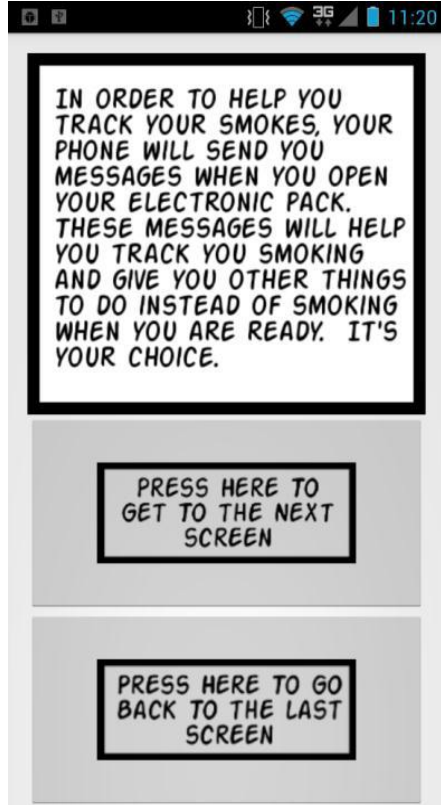 3G 11:20
IN ORDER TO HELP YOU
TRACK YOUR SMOKES, YOUR
PHONE WILL SEND YOU
MESSAGES WHEN YOU OPEN
YOUR ELECTRONIC PACK.
THESE MESSAGES WILL HELP
YOU TRACK YOU SMOKING
AND GIVE YOU OTHER THINGS
TO DO INSTEAD OF SMOKING
WHEN YOU ARE READY. IT'S
YOUR CHOICE.
PRESS HERE TO
GET TO THE NEXT
SCREEN
PRESS HERE TO GO
BACK TO THE LAST
SCREEN